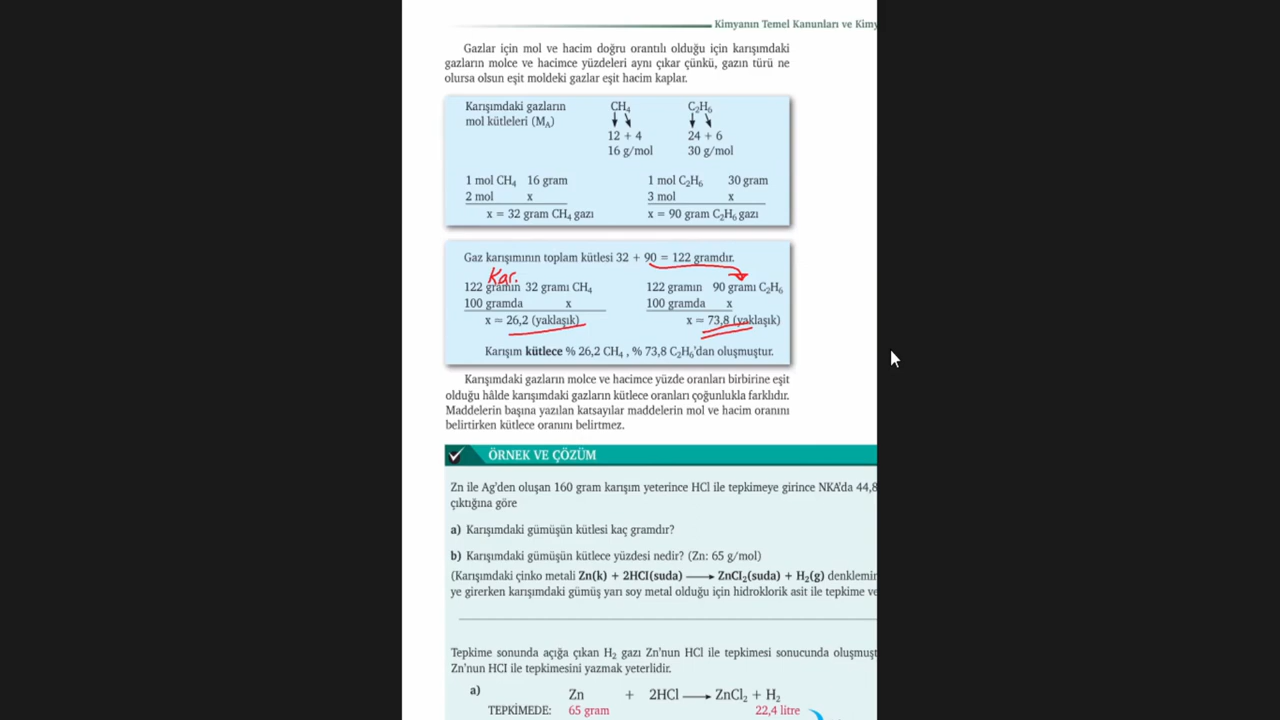 Kimyanın Temel Kanunları ve Kimy
Gazlar için mol ve hacim doğru orantılı olduğu için karışımdaki
gazların molce ve hacimce yüzdeleri aynı çıkar çünkü, gazın türü ne
olursa olsun eşit moldeki gazlar eşit hacim kaplar.
Karışımdaki gazların CH₄ C₂H₆
mol kütleleri (M_A)
12 + 4 24 + 6
16 g/mol 30 g/mol
1 mol CH₄ 16 gram 1 mol C₂H₆ 30 gram
2 mol x 3 mol x
x = 32 gram CH₄ gazı x = 90 gram C₂H₆ gazı
Gaz karışımının toplam kütlesi 32 + 90 = 122 gramdır.
Kar.
122 gramın 32 gramı CH₄ 122 gramın 90 gramı C₂H₆
100 gramda x 100 gramda x
x = 26,2 (yaklaşık) x = 73,8 (yaklaşık)
Karışım kütlece % 26,2 CH₄ , % 73,8 C₂H₆'dan oluşmuştur.
Karışımdaki gazların molce ve hacimce yüzde oranları birbirine eşit
olduğu hâlde karışımdaki gazların kütlece oranları çoğunlukla farklıdır.
Maddelerin başına yazılan katsayılar maddelerin mol ve hacim oranını
belirtirken kütlece oranını belirtmez.
ÖRNEK VE ÇÖZÜM
Zn ile Ag'den oluşan 160 gram karışım yeterince HCl ile tepkimeye girince NKA'da 44,8
çıktığına göre
a) Karışımdaki gümüşün kütlesi kaç gramdır?
b) Karışımdaki gümüşün kütlece yüzdesi nedir? (Zn: 65 g/mol)
(Karışımdaki çinko metali Zn(k) + 2HCl(suda) ⟶ ZnCl₂(suda) + H₂(g) denklemin
ye girerken karışımdaki gümüş yarı soy metal olduğu için hidroklorik asit ile tepkime ve
Tepkime sonunda açığa çıkan H₂ gazı Zn'nun HCl ile tepkimesi sonucunda oluşmuşt
Zn'nun HCl ile tepkimesini yazmak yeterlidir.
a) Zn + 2HCl ⟶ ZnCl₂ + H₂
TEPKİMEDE: 65 gram 22,4 litre